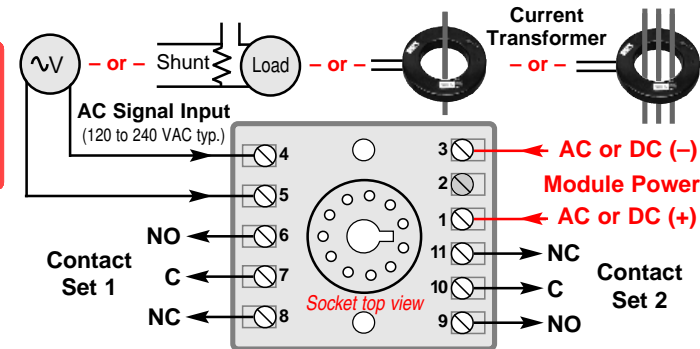 Current
Transformer
∿V – or – Shunt Load – or – – or –
AC Signal Input
(120 to 240 VAC typ.)
4
5
NO 6
Contact
Set 1
C 7
NC 8
3 AC or DC (–)
2 Module Power
1 AC or DC (+)
11 NC
10 C
Contact
Set 2
9 NO
Socket top view